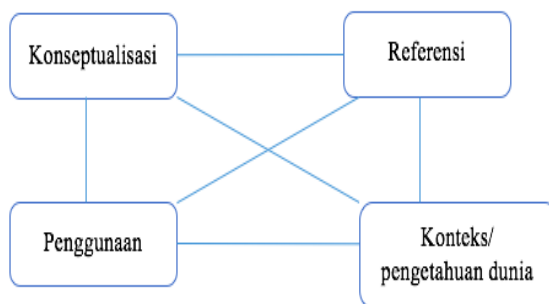 Konseptualisasi
Referensi
Penggunaan
Konteks/
pengetahuan dunia